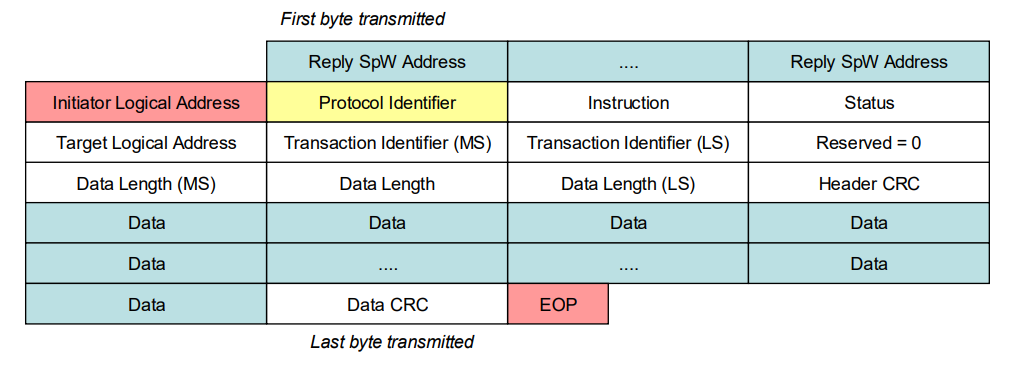 First byte transmitted
Reply SpW Address .... Reply SpW Address
Initiator Logical Address Protocol Identifier Instruction Status
Target Logical Address Transaction Identifier (MS) Transaction Identifier (LS) Reserved = 0
Data Length (MS) Data Length Data Length (LS) Header CRC
Data Data Data Data
Data .... .... Data
Data Data CRC EOP
Last byte transmitted